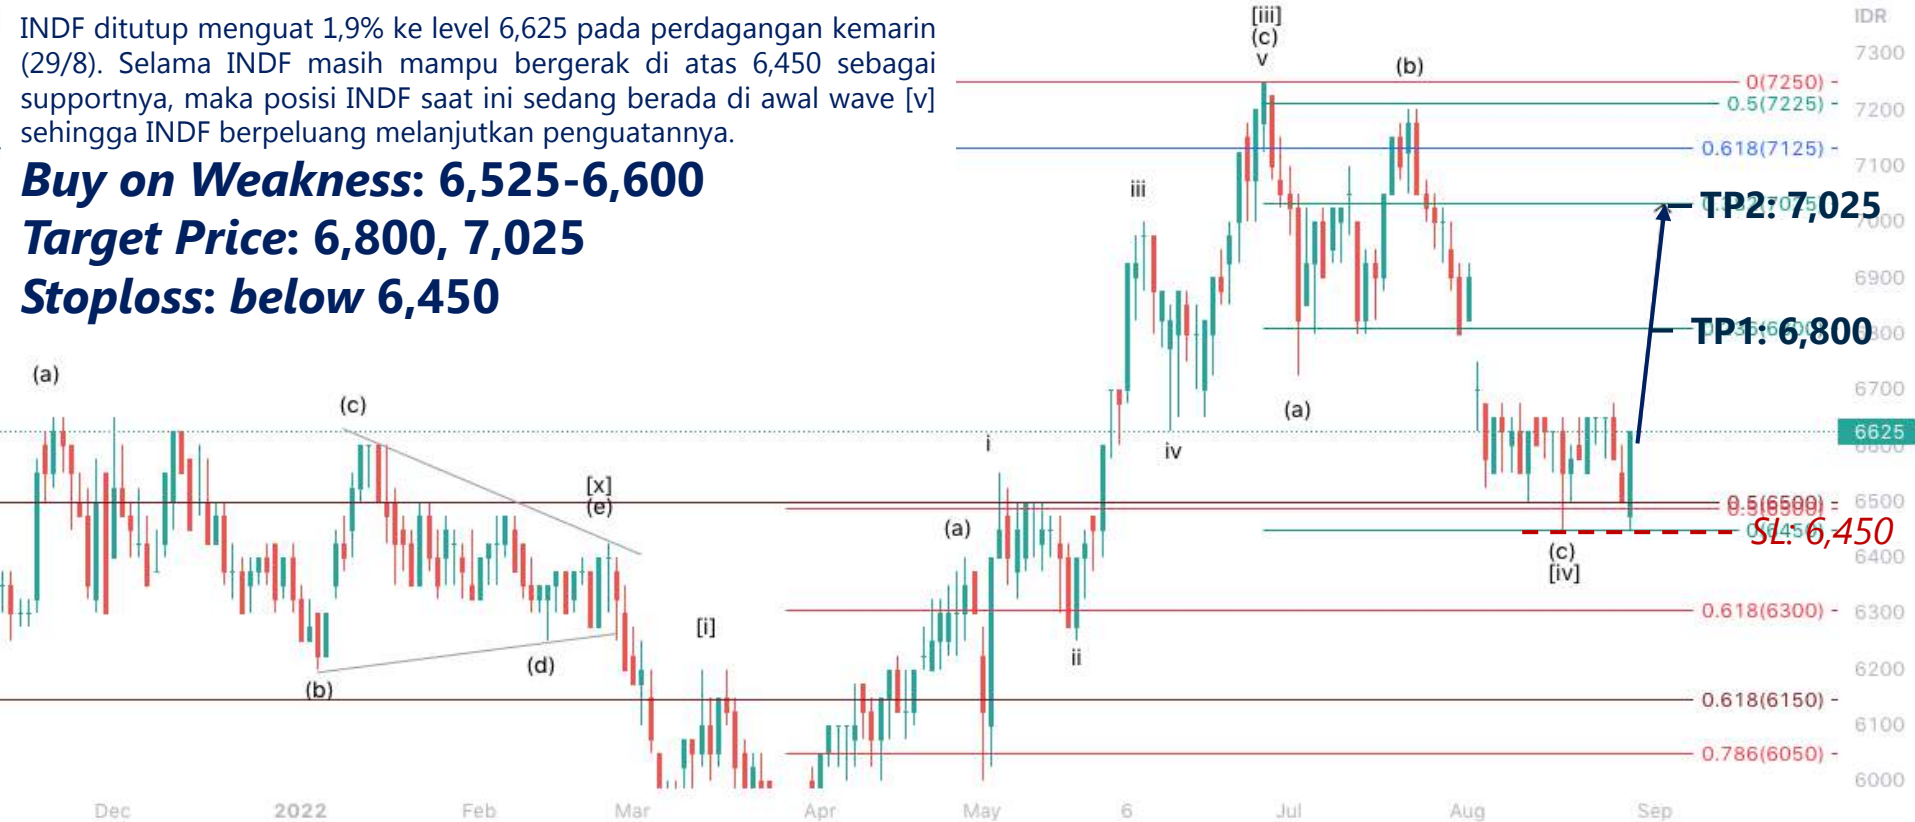 INDF ditutup menguat 1,9% ke level 6,625 pada perdagangan kemarin
(29/8). Selama INDF masih mampu bergerak di atas 6,450 sebagai
supportnya, maka posisi INDF saat ini sedang berada di awal wave [v]
sehingga INDF berpeluang melanjutkan penguatannya.
Buy on Weakness: 6,525-6,600
Target Price: 6,800, 7,025
Stoploss: below 6,450
(a)
(c)
(b)
[x]
(e)
(d)
[i]
(a)
i
ii
iii
iv
[iii]
(c)
v
(a)
(b)
(c)
[iv]
0(7250)
0.5(7225)
0.618(7125)
TP2: 7,025
TP1: 6,800
0.5(6500)
SL: 6,450
0.618(6300)
0.618(6150)
0.786(6050)
IDR
7300
7200
7100
7000
6900
6800
6700
6625
6600
6500
6400
6300
6200
6100
6000
Dec
2022
Feb
Mar
Apr
May
6
Jul
Aug
Sep